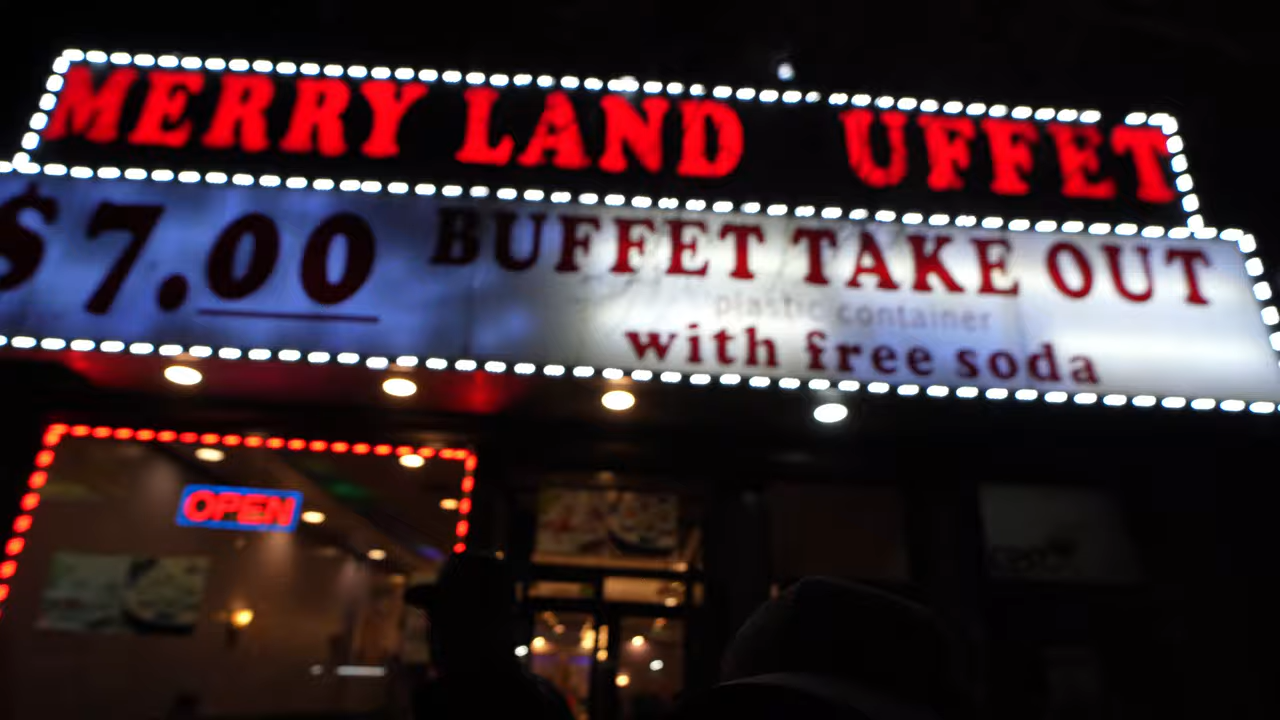 MERRY LAND UFFET
$7.00 BUFFET TAKE OUT
plastic container
with free soda
OPEN